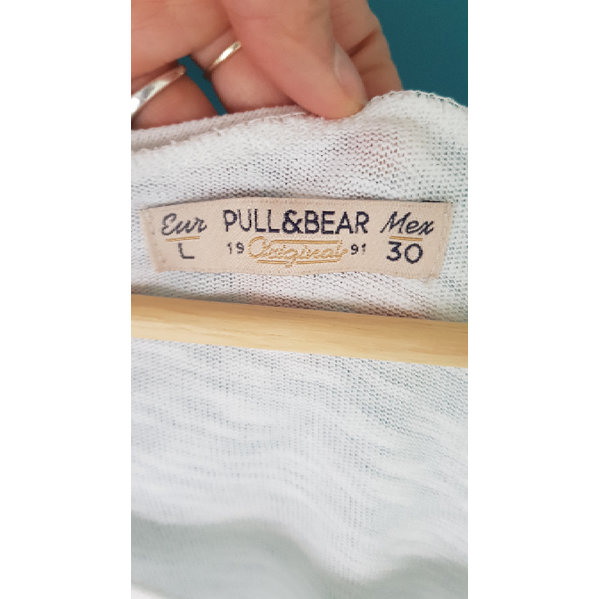 Eur PULL&BEAR Mex
L 19 Original 91 30